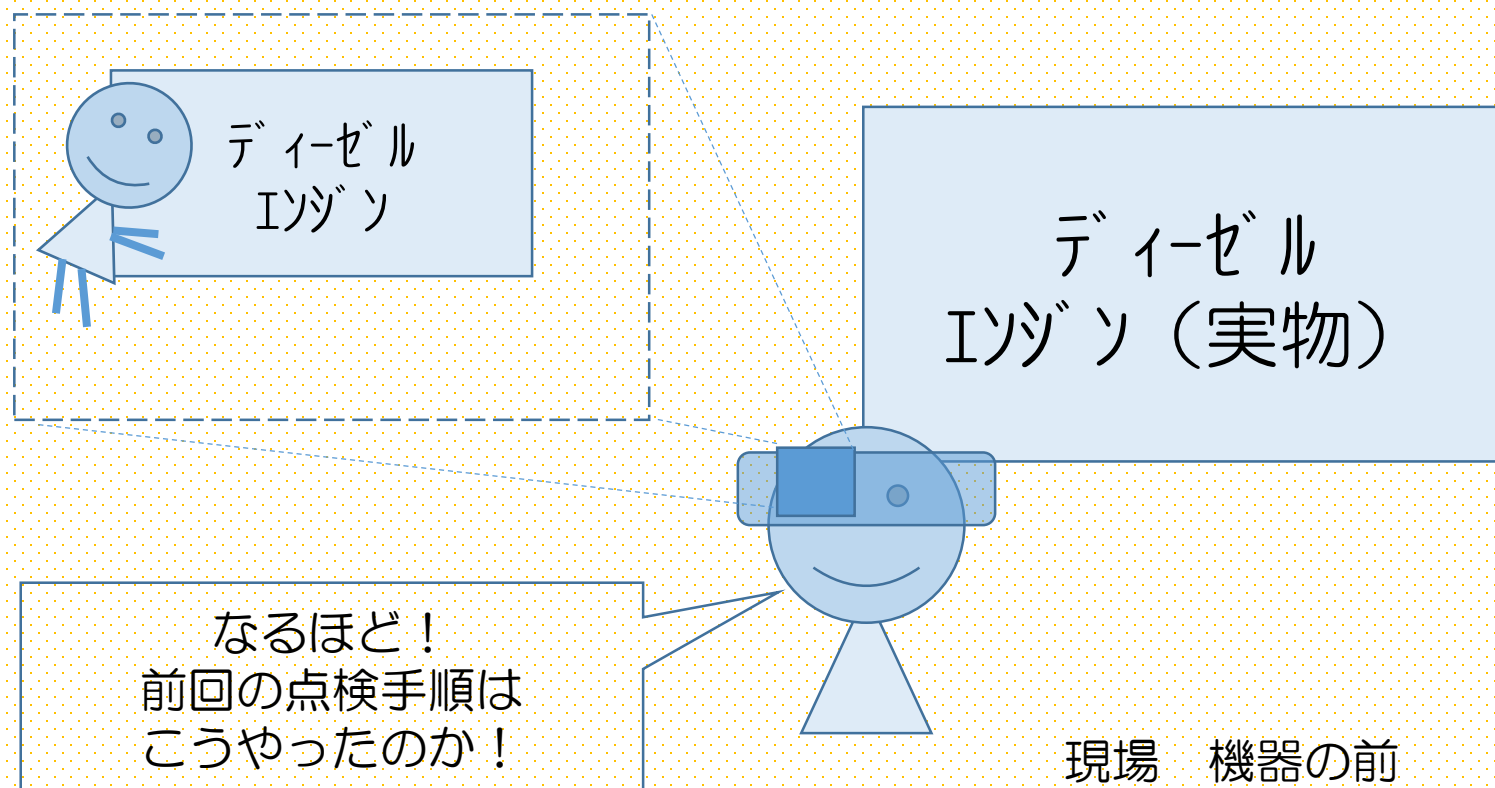 ﾃﾞｨｰｾﾞﾙ
ｴﾝｼﾞﾝ
ﾃﾞｨｰｾﾞﾙ
ｴﾝｼﾞﾝ（実物）
なるほど！
前回の点検手順は
こうやったのか！
現場　機器の前